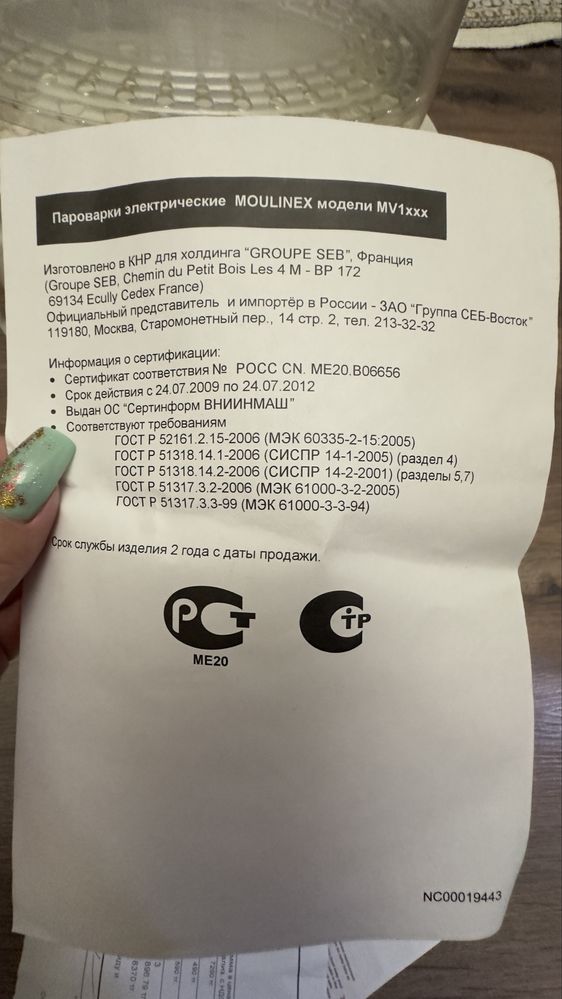 Пароварки электрические MOULINEX модели MV1xxx
Изготовлено в КНР для холдинга "GROUPE SEB", Франция
(Groupe SEB, Chemin du Petit Bois Les 4 M - BP 172
69134 Ecully Cedex France)
Официальный представитель и импортёр в России - ЗАО "Группа СЕБ-Восток"
119180, Москва, Старомонетный пер., 14 стр. 2, тел. 213-32-32
Информация о сертификации:
• Сертификат соответствия № РОСС CN. ME20.B06656
• Срок действия с 24.07.2009 по 24.07.2012
• Выдан ОС "Сертинформ ВНИИНМАШ"
• Соответствуют требованиям
ГОСТ Р 52161.2.15-2006 (МЭК 60335-2-15:2005)
ГОСТ Р 51318.14.1-2006 (СИСПР 14-1-2005) (раздел 4)
ГОСТ Р 51318.14.2-2006 (СИСПР 14-2-2001) (разделы 5,7)
ГОСТ Р 51317.3.2-2006 (МЭК 61000-3-2-2005)
ГОСТ Р 51317.3.3-99 (МЭК 61000-3-3-94)
Срок службы изделия 2 года с даты продажи.
РСТ
СТР
ME20
NC00019443